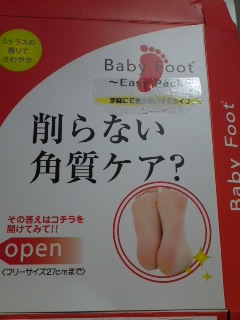 シトラスの
香りで
さわやか
Baby Foot
～Easy Pack～
削らない
角質ケア?
その答えはコチラを
開けてみて!!
open
〈フリーサイズ27cmまで〉
Baby Foot